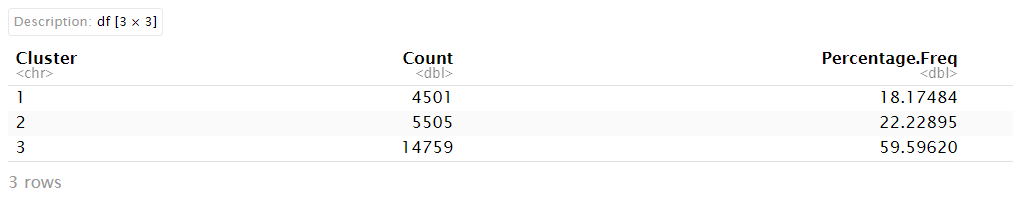 Description: df [3 × 3]
Cluster Count Percentage.Freq
<chr> <dbl> <dbl>
1 4501 18.17484
2 5505 22.22895
3 14759 59.59620
3 rows